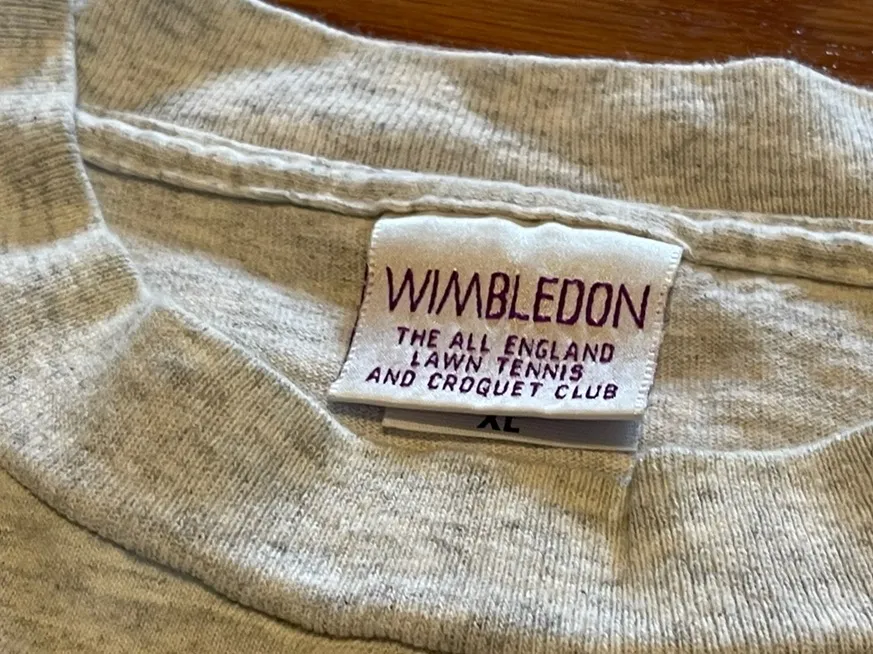 WIMBLEDON
THE ALL ENGLAND
LAWN TENNIS
AND CROQUET CLUB
XL